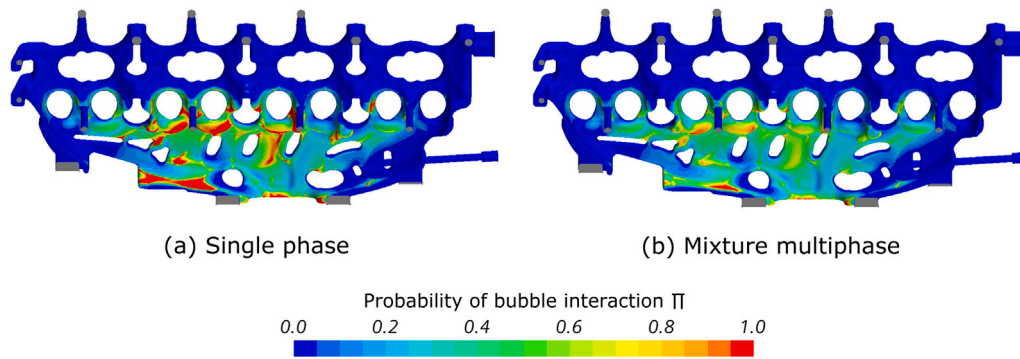 (a) Single phase
(b) Mixture multiphase
Probability of bubble interaction Π
0.0 0.2 0.4 0.6 0.8 1.0